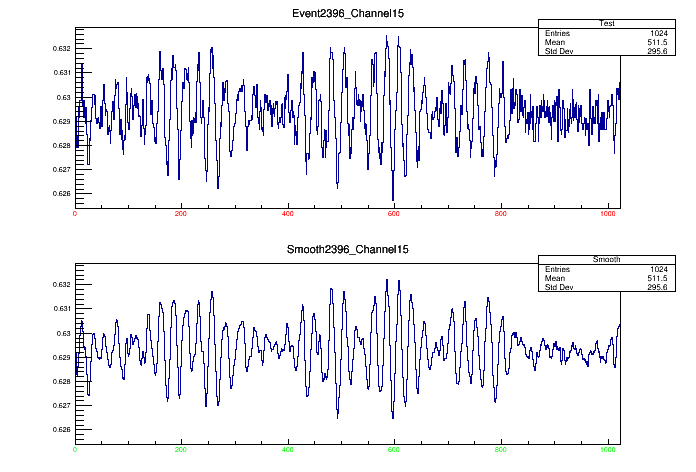 Event2396_Channel15
Test
Entries 1024
Mean 511.5
Std Dev 295.6
0.632
0.631
0.63
0.629
0.628
0.627
0.626
0 200 400 600 800 1000
Smooth2396_Channel15
Smooth
Entries 1024
Mean 511.5
Std Dev 295.6
0.632
0.631
0.63
0.629
0.628
0.627
0.626
0 200 400 600 800 1000